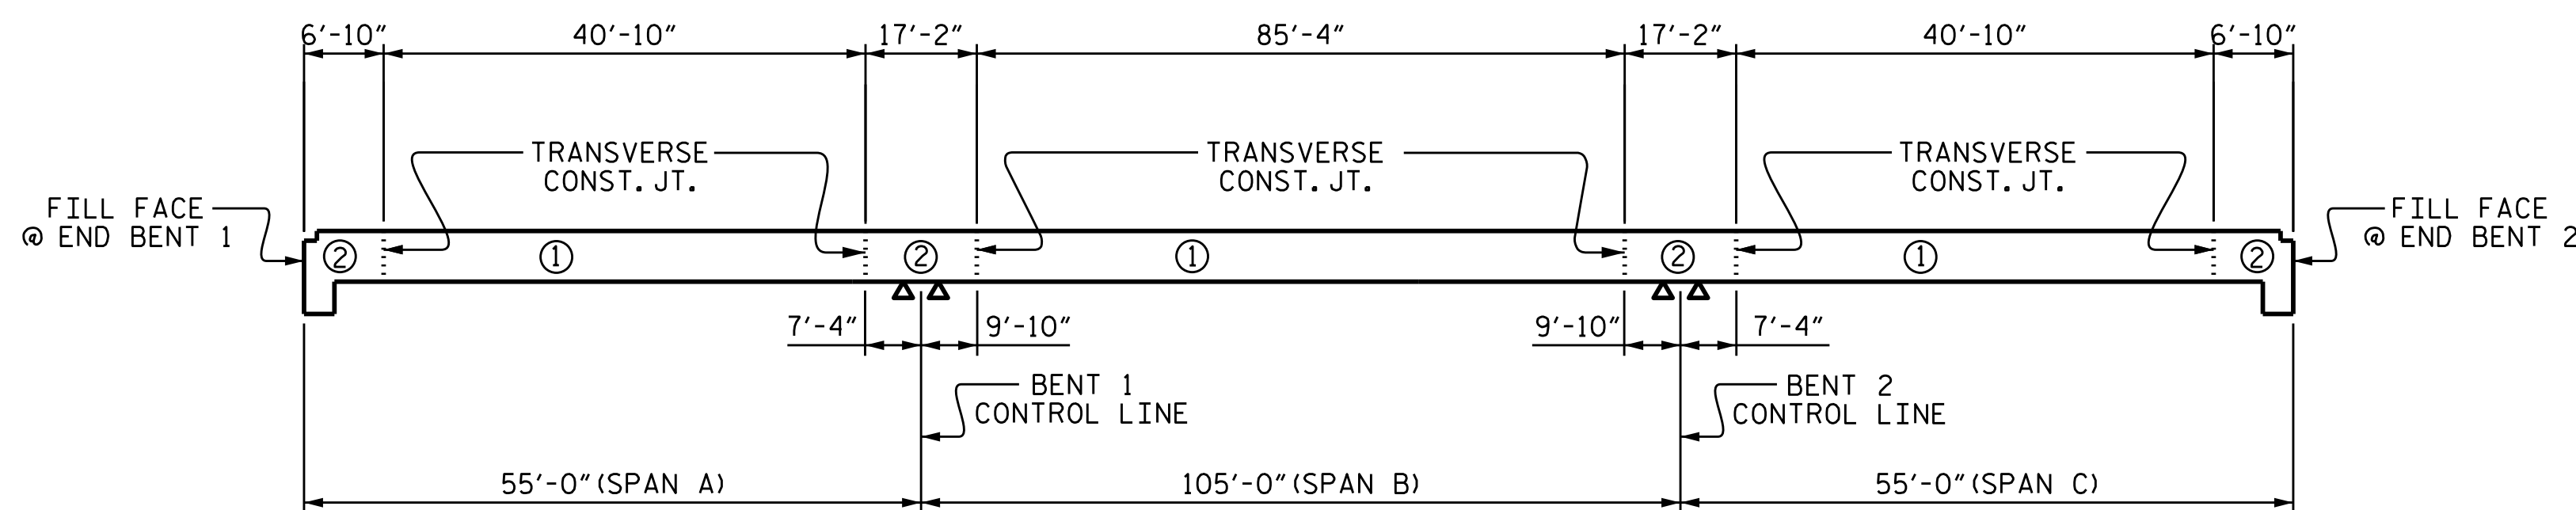 6'-10" 40'-10" 17'-2" 85'-4" 17'-2" 40'-10" 6'-10"
TRANSVERSE
CONST. JT.
TRANSVERSE
CONST. JT.
TRANSVERSE
CONST. JT.
FILL FACE
@ END BENT 1
FILL FACE
@ END BENT 2
2 1 2 1 2 1 2
7'-4" 9'-10" 9'-10" 7'-4"
BENT 1
CONTROL LINE
BENT 2
CONTROL LINE
55'-0"(SPAN A) 105'-0"(SPAN B) 55'-0"(SPAN C)